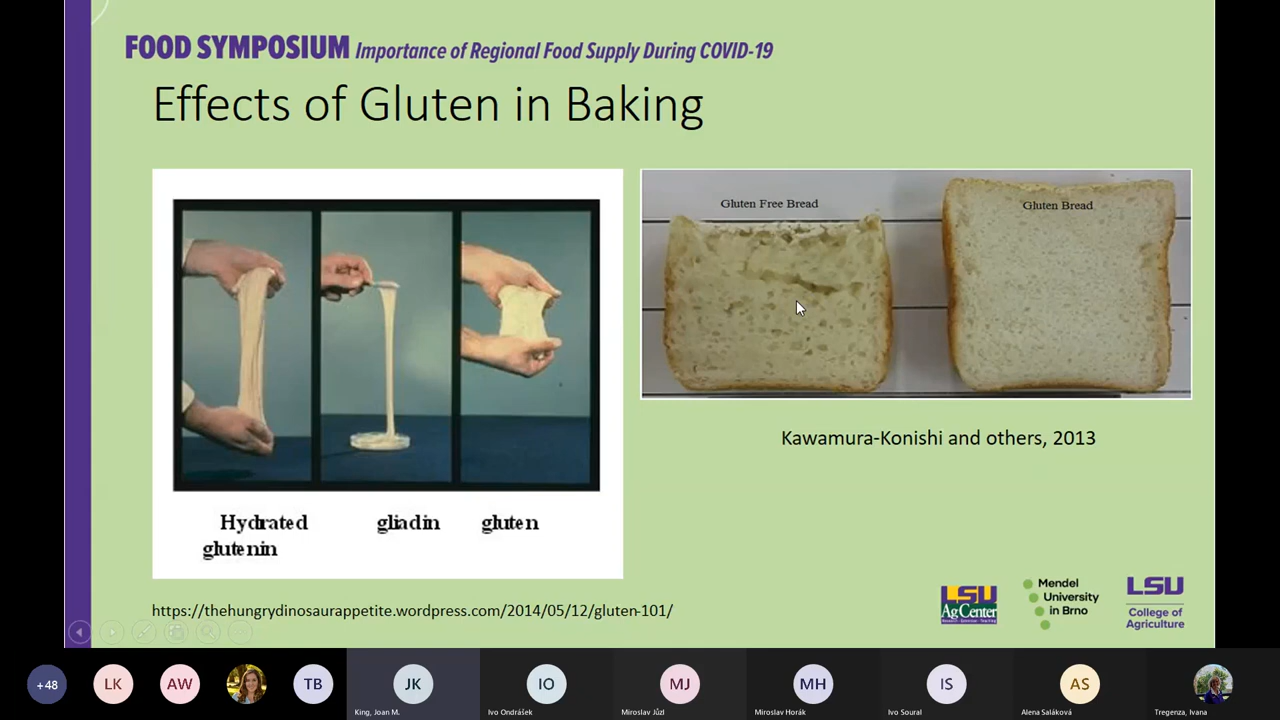 FOOD SYMPOSIUM Importance of Regional Food Supply During COVID-19
Effects of Gluten in Baking
Gluten Free Bread
Gluten Bread
Kawamura-Konishi and others, 2013
Hydrated
glutenin
gliadin
gluten
https://thehungrydinosaurappetite.wordpress.com/2014/05/12/gluten-101/
LSU
AgCenter
Mendel
University
in Brno
LSU
College of
Agriculture
+48
LK
AW
TB
JK
IO
MJ
MH
IS
AS
King, Joan M.
Ivo Ondrášek
Miroslav Jůzl
Miroslav Horák
Ivo Soural
Alena Saláková
Tregenza, Ivana